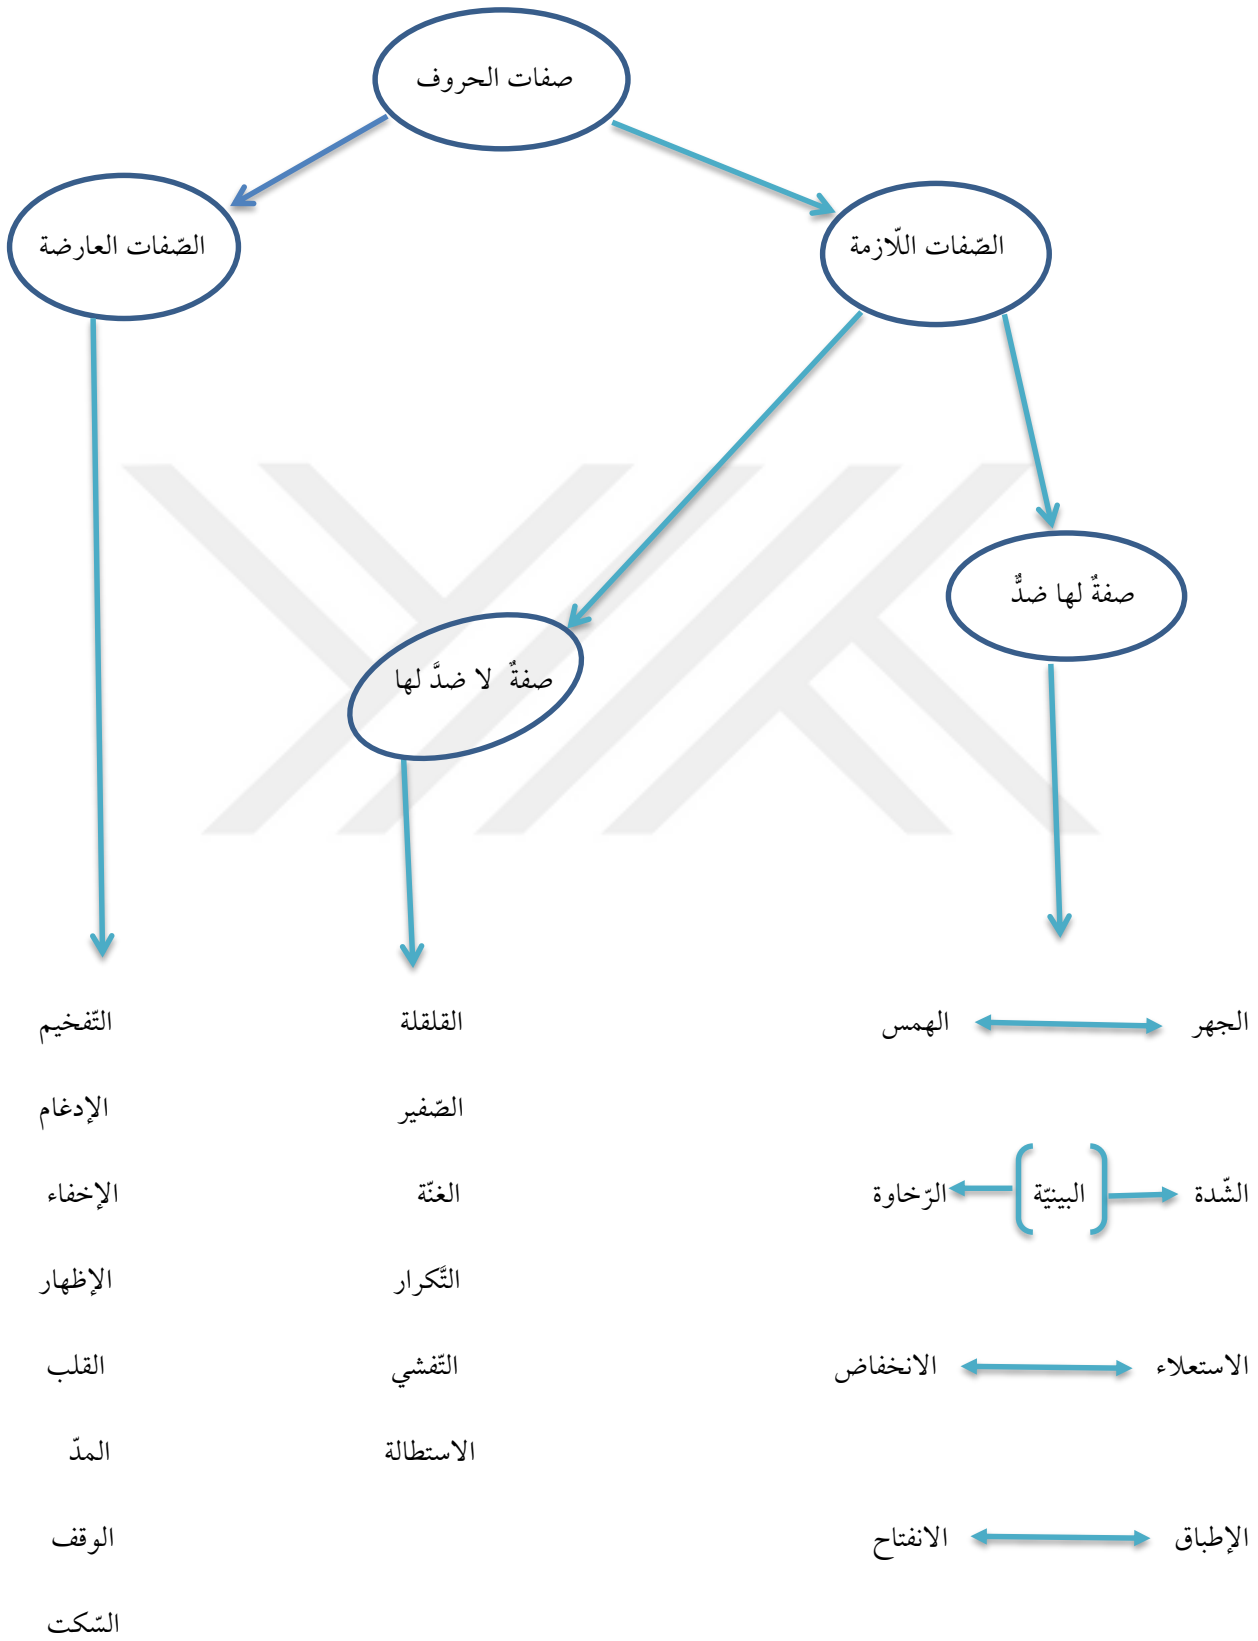 صفات الحروف
الصّفات اللّازمة
الصّفات العارضة
صفةٌ لها ضدٌّ
صفةٌ لا ضدَّ لها
الجهر الهمس القلقلة التّفخيم
الصّفير الإدغام
الشّدة البينيّة الرّخاوة الغنّة الإخفاء
التَّكرار الإظهار
الاستعلاء الانخفاض التّفشي القلب
الاستطالة المدّ
الإطباق الانفتاح الوقف
السّكت